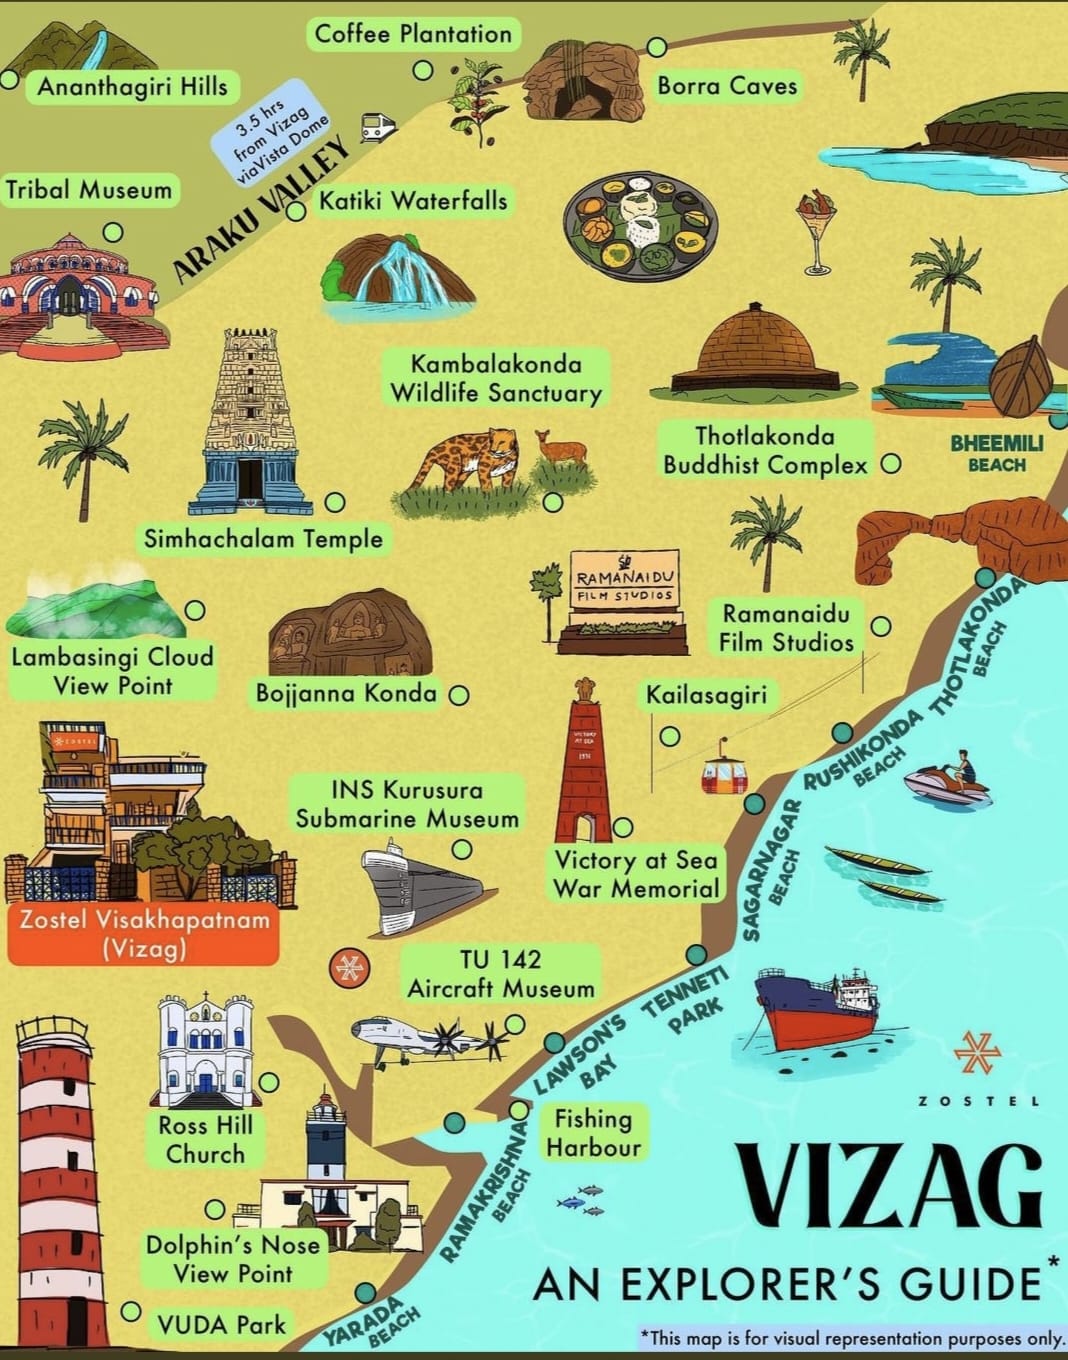 Coffee Plantation
Ananthagiri Hills
Borra Caves
3.5 hrs
from Vizag
viaVista Dome
ARAKU VALLEY
Tribal Museum
Katiki Waterfalls
Kambalakonda
Wildlife Sanctuary
Thotlakonda
Buddhist Complex
BHEEMILI
BEACH
Simhachalam Temple
RAMANAIDU
FILM STUDIOS
Ramanaidu
Film Studios
THOTLAKONDA
BEACH
Lambasingi Cloud
View Point
Bojjanna Konda
Kailasagiri
RUSHIKONDA
BEACH
ZOSTEL
VICTORY
AT SEA
1971
INS Kurusura
Submarine Museum
Victory at Sea
War Memorial
SAGARNAGAR
BEACH
Zostel Visakhapatnam
(Vizag)
TU 142
Aircraft Museum
TENNETI
PARK
LAWSON'S
BAY
ZOSTEL
Ross Hill
Church
Fishing
Harbour
RAMAKRISHNA
BEACH
VIZAG
Dolphin's Nose
View Point
AN EXPLORER'S GUIDE*
VUDA Park
YARADA
BEACH
*This map is for visual representation purposes only.